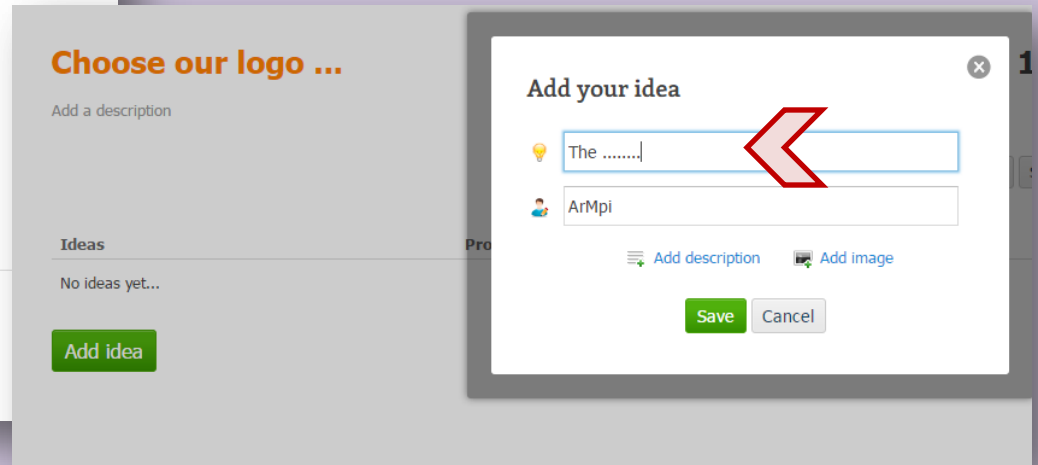 Choose our logo ...
Add a description
Ideas
Pro
No ideas yet...
Add idea
1
Add your idea
The ........
ArMpi
Add description
Add image
Save
Cancel